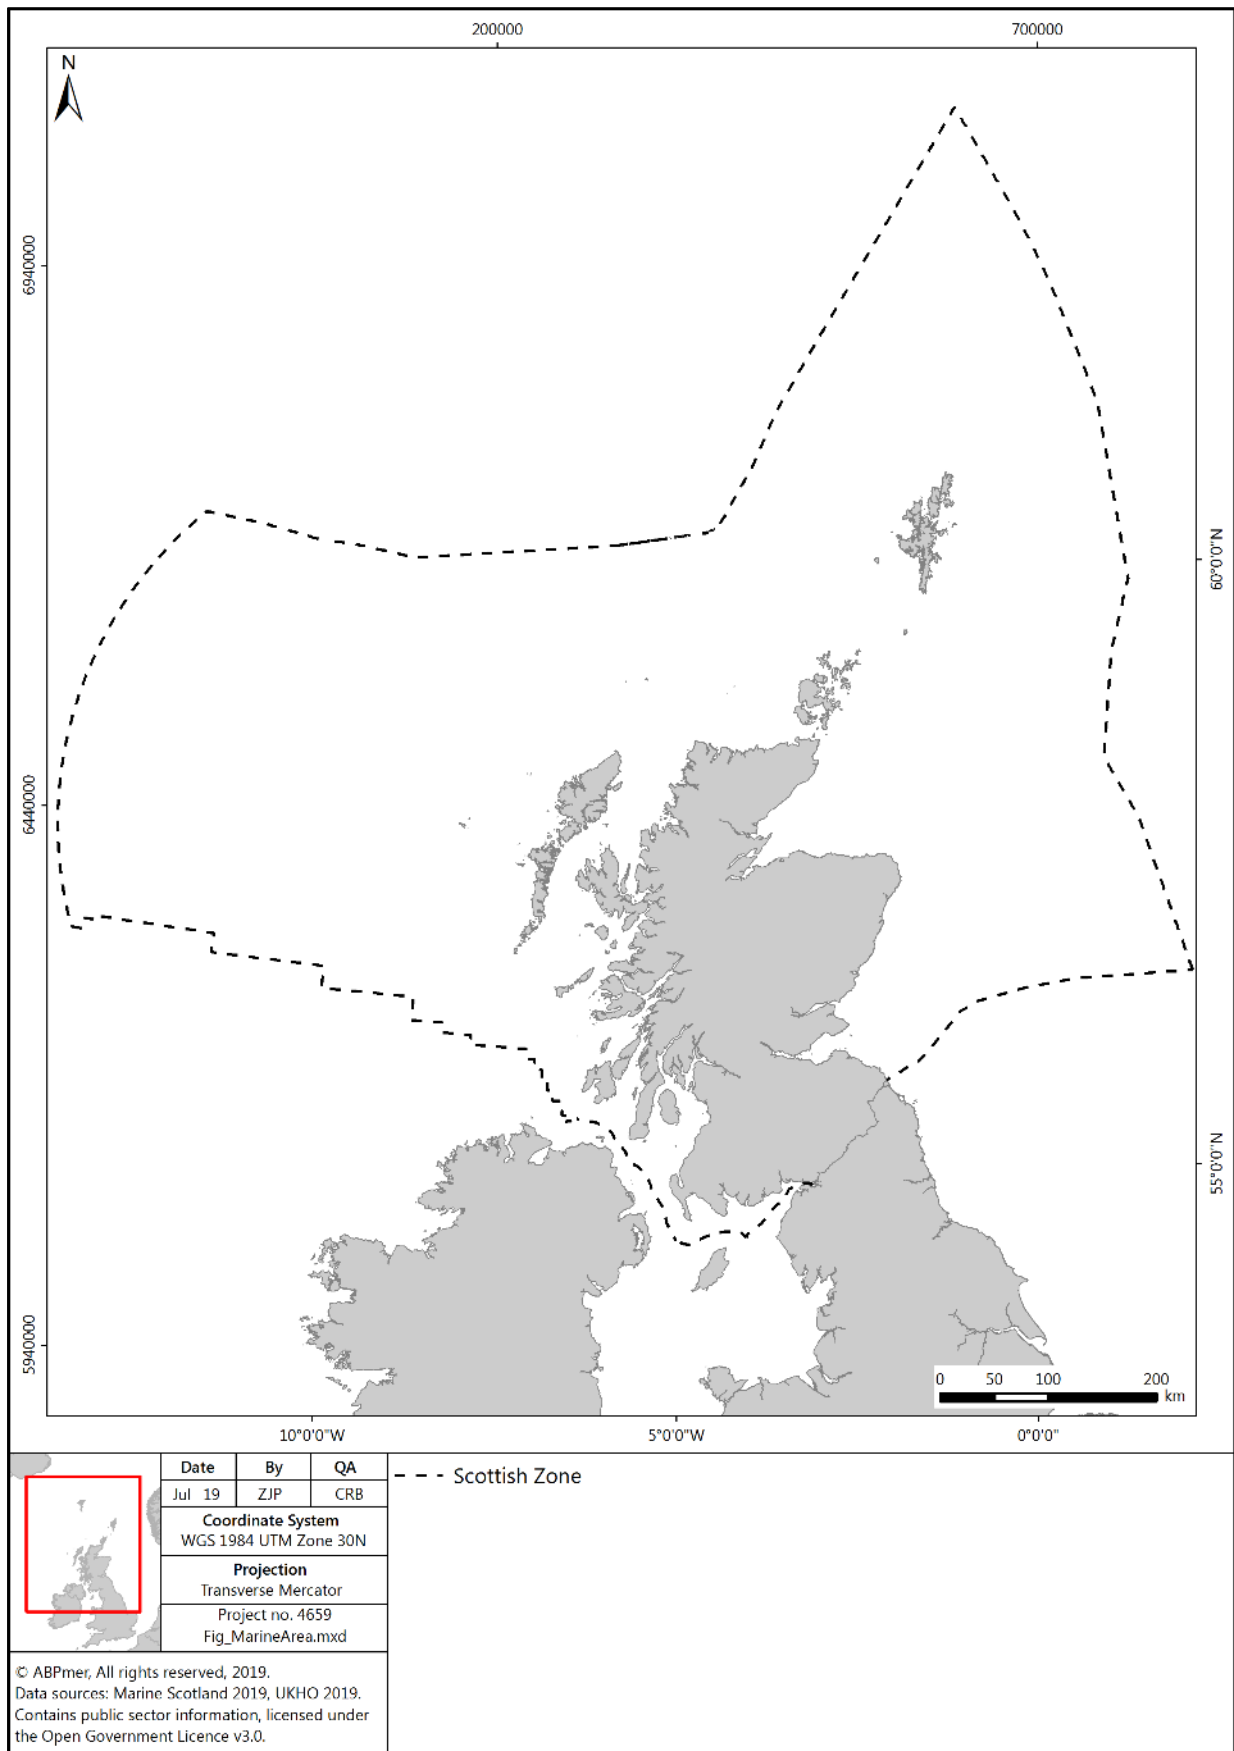 200000
700000
N
6940000
60°0'0"N
6440000
55°0'0"N
5940000
0 50 100 200
km
10°0'0"W
5°0'0"W
0°0'0"
Date By QA
Jul 19 ZJP CRB
Coordinate System
WGS 1984 UTM Zone 30N
Projection
Transverse Mercator
Project no. 4659
Fig_MarineArea.mxd
© ABPmer, All rights reserved, 2019.
Data sources: Marine Scotland 2019, UKHO 2019.
Contains public sector information, licensed under
the Open Government Licence v3.0.
Scottish Zone